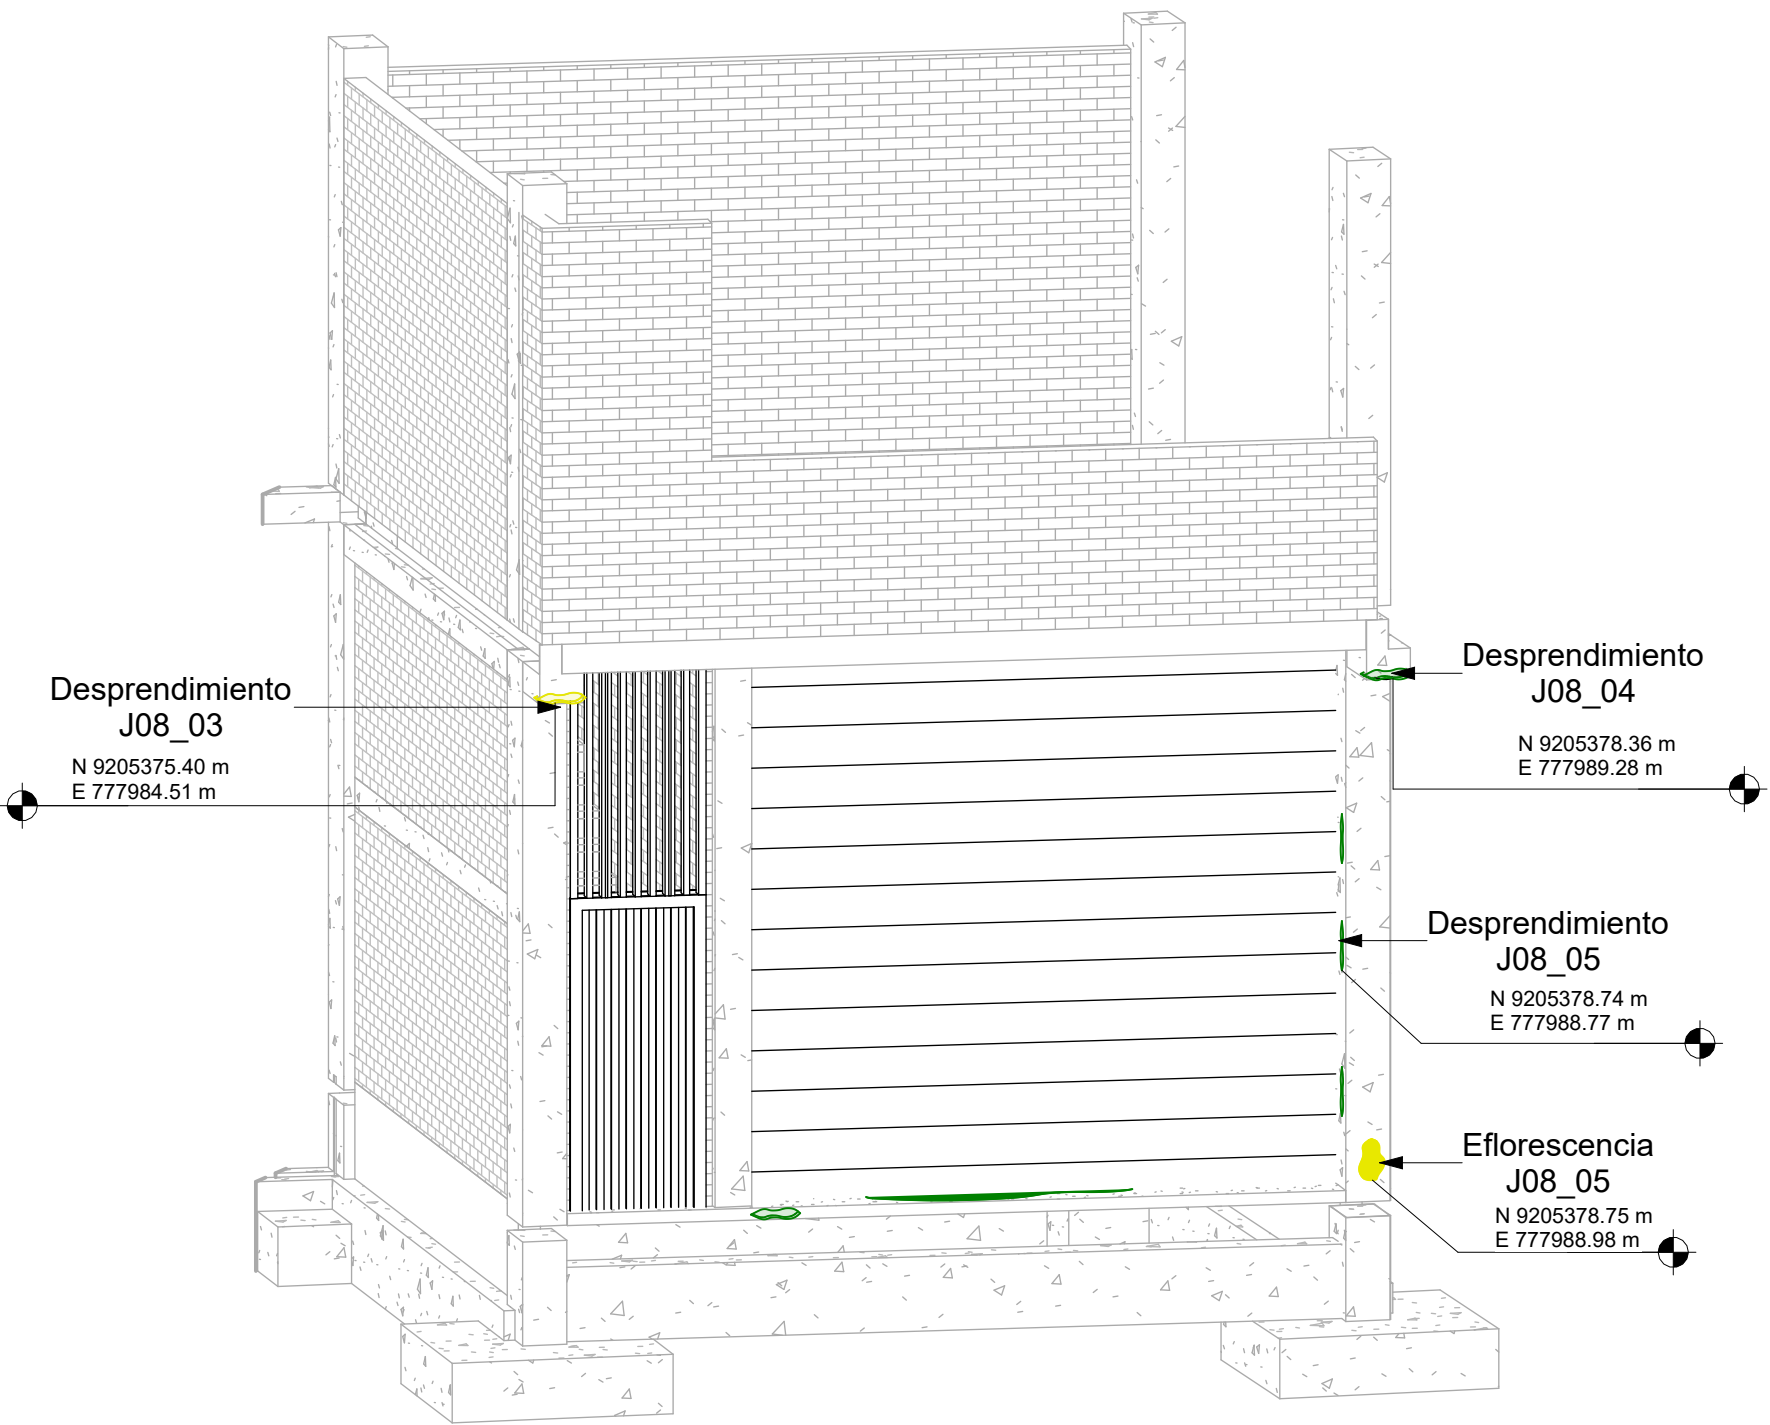 Desprendimiento
J08_03
N 9205375.40 m
E 777984.51 m
Desprendimiento
J08_04
N 9205378.36 m
E 777989.28 m
Desprendimiento
J08_05
N 9205378.74 m
E 777988.77 m
Eflorescencia
J08_05
N 9205378.75 m
E 777988.98 m